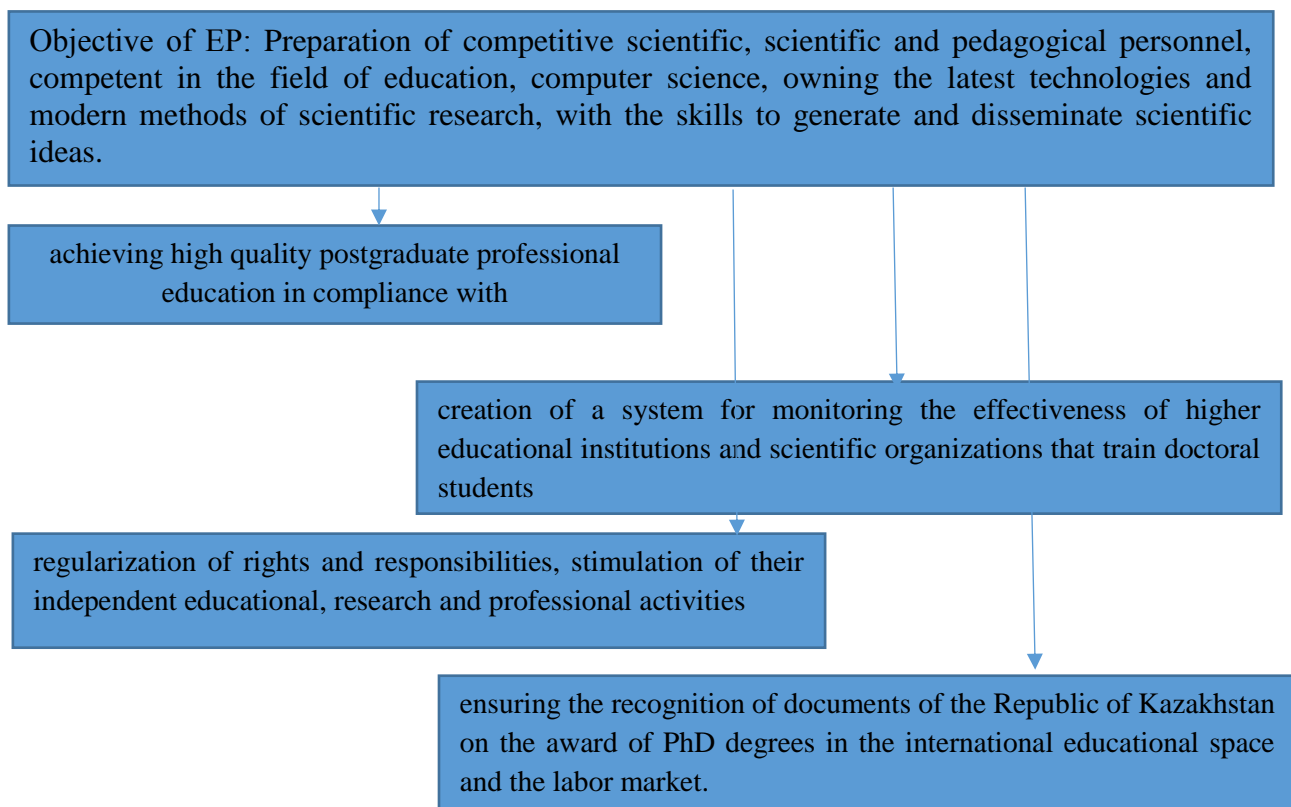 Objective of EP: Preparation of competitive scientific, scientific and pedagogical personnel,
competent in the field of education, computer science, owning the latest technologies and
modern methods of scientific research, with the skills to generate and disseminate scientific
ideas.
achieving high quality postgraduate professional
education in compliance with
creation of a system for monitoring the effectiveness of higher
educational institutions and scientific organizations that train doctoral
students
regularization of rights and responsibilities, stimulation of their
independent educational, research and professional activities
ensuring the recognition of documents of the Republic of Kazakhstan
on the award of PhD degrees in the international educational space
and the labor market.